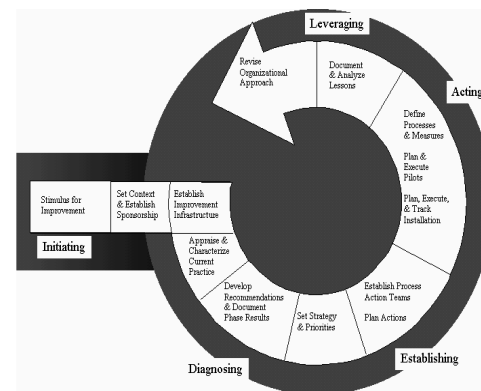 Leveraging
Revise
Organizational
Approach
Document
& Analyze
Lessons
Acting
Define
Processes
& Measures
Plan &
Execute
Pilots
Plan, Execute,
& Track
Installation
Stimulus for
Improvement
Set Context
& Establish
Sponsorship
Establish
Improvement
Infrastructure
Initiating
Appraise &
Characterize
Current
Practice
Develop
Recommendations
& Document
Phase Results
Set Strategy
& Priorities
Establish Process
Action Teams
Plan Actions
Diagnosing
Establishing